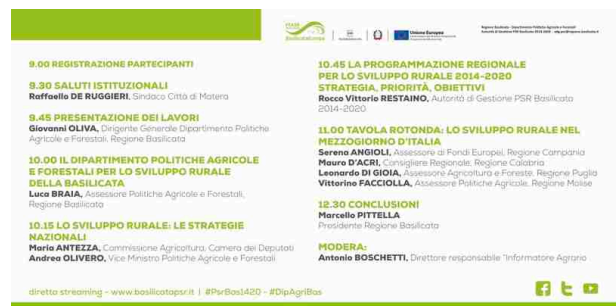 Unione Europea
9.00 REGISTRAZIONE PARTECIPANTI
9.30 SALUTI ISTITUZIONALI
Raffaello DE RUGGIERI, Sindaco Città di Matera
9.45 PRESENTAZIONE DEI LAVORI
Giovanni OLIVA, Dirigente Generale Dipartimento Politiche
Agricole e Forestali, Regione Basilicata
10.00 IL DIPARTIMENTO POLITICHE AGRICOLE
E FORESTALI PER LO SVILUPPO RURALE
DELLA BASILICATA
Luca BRAIA, Assessore Politiche Agricole e Forestali,
Regione Basilicata
10.15 LO SVILUPPO RURALE: LE STRATEGIE
NAZIONALI
Maria ANTEZZA, Commissione Agricoltura, Camera dei Deputati
Andrea OLIVERO, Vice Ministro Politiche Agricole e Forestali
10.45 LA PROGRAMMAZIONE REGIONALE
PER LO SVILUPPO RURALE 2014-2020
STRATEGIA, PRIORITÀ, OBIETTIVI
Rocco Vittorio RESTAINO, Autorità di Gestione PSR Basilicata
2014-2020
11.00 TAVOLA ROTONDA: LO SVILUPPO RURALE NEL
MEZZOGIORNO D'ITALIA
Serena ANGIOLI, Assessore ai Fondi Europei, Regione Campania
Mauro D'ACRI, Consigliere Regionale, Regione Calabria
Leonardo DI GIOIA, Assessore Agricoltura e Foreste, Regione Puglia
Vittorino FACCIOLLA, Assessore Politiche Agricole, Regione Molise
12.30 CONCLUSIONI
Marcello PITTELLA
Presidente Regione Basilicata
MODERA:
Antonio BOSCHETTI, Direttore responsabile "Informatore Agrario
diretta streaming - www.basilicatapsr.it | #PsrBas1420 - #DipAgriBas